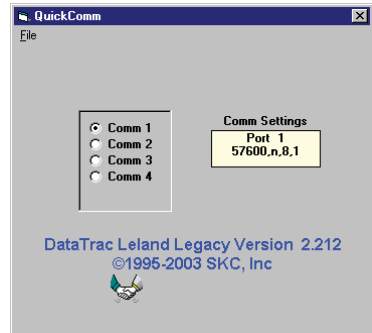 QuickComm
File
Comm 1
Comm 2
Comm 3
Comm 4
Comm Settings
Port 1
57600,n,8,1
DataTrac Leland Legacy Version 2.212
©1995-2003 SKC, Inc